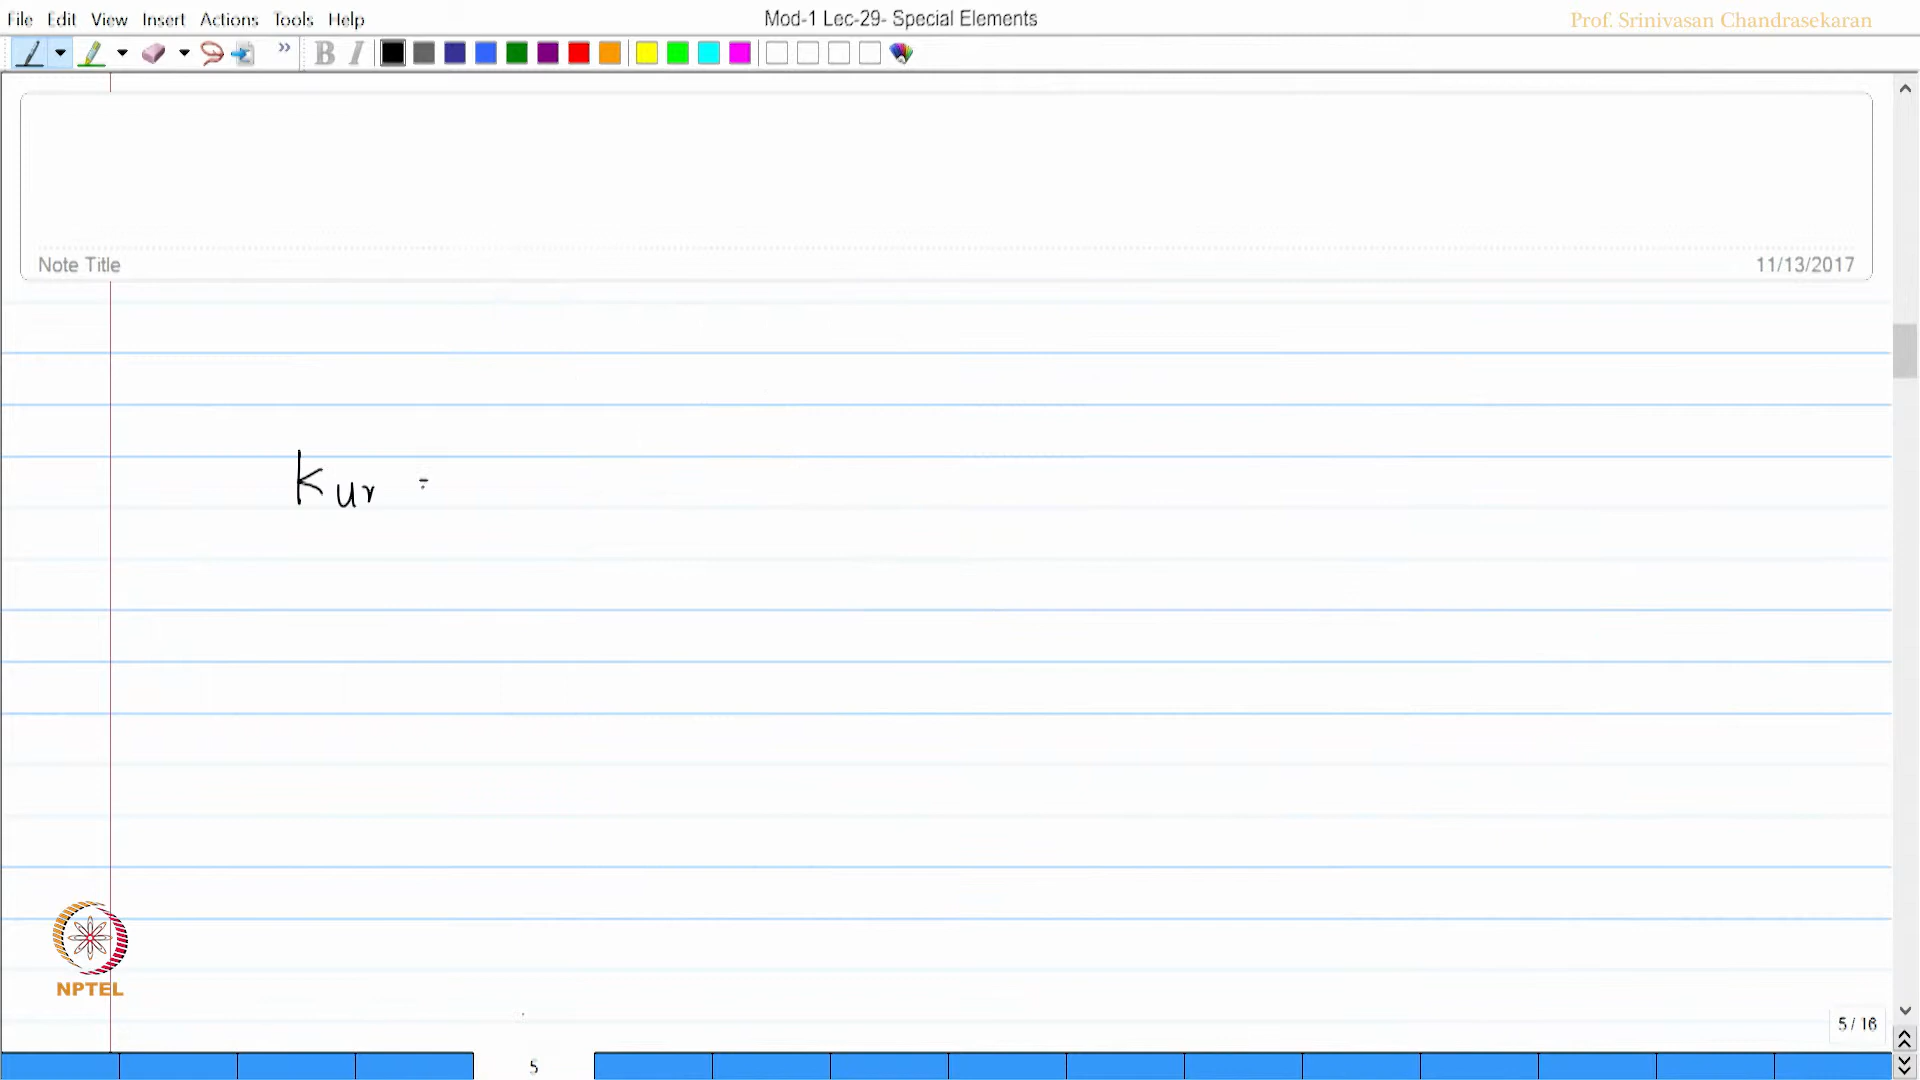 File Edit View Insert Actions Tools Help
Mod-1 Lec-29- Special Elements
Prof. Srinivasan Chandrasekaran
B I
Note Title
11/13/2017
Kur =
NPTEL
5 / 16
5